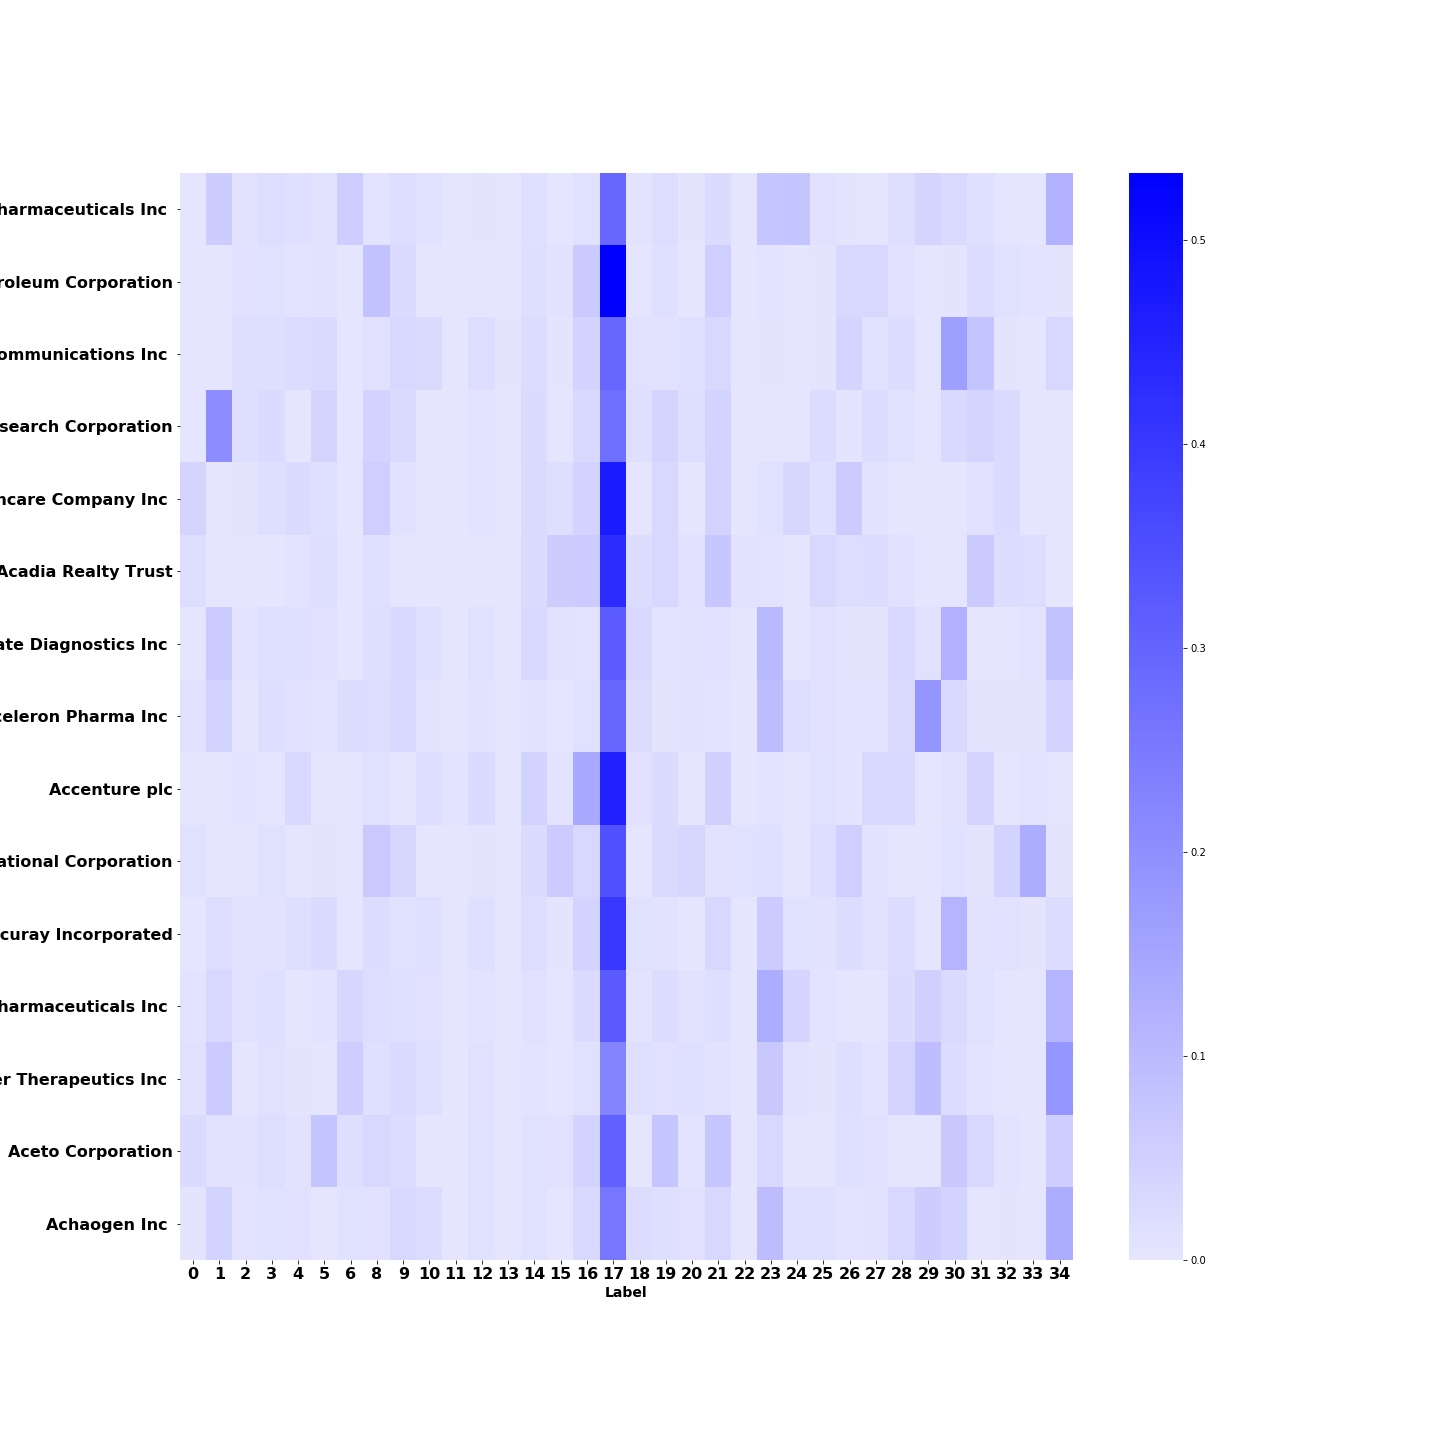 harmaceuticals Inc
roleum Corporation
ommunications Inc
search Corporation
hcare Company Inc
Acadia Realty Trust
ate Diagnostics Inc
celeron Pharma Inc
Accenture plc
ational Corporation
curay Incorporated
harmaceuticals Inc
er Therapeutics Inc
Aceto Corporation
Achaogen Inc
0 1 2 3 4 5 6 8 9 10 11 12 13 14 15 16 17 18 19 20 21 22 23 24 25 26 27 28 29 30 31 32 33 34
Label
0.5
0.4
0.3
0.2
0.1
0.0